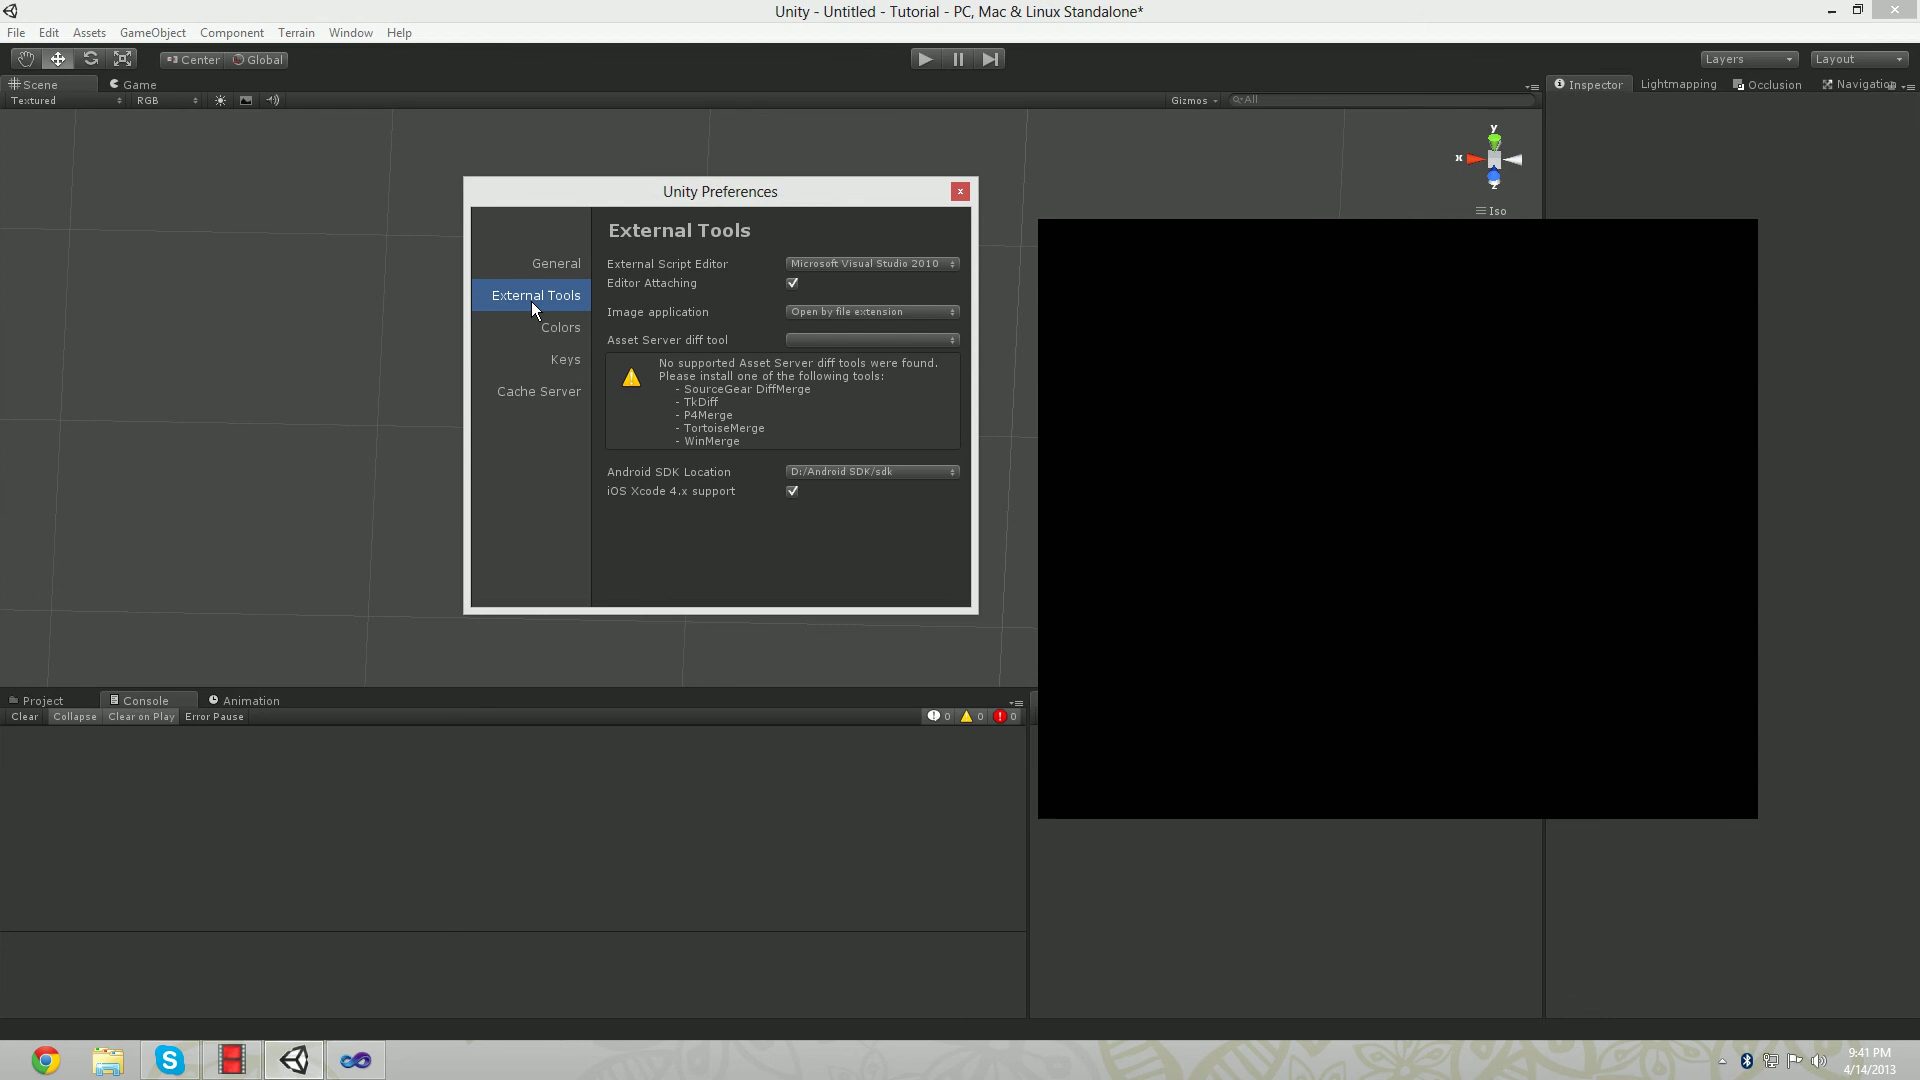 Unity - Untitled - Tutorial - PC, Mac & Linux Standalone*
File Edit Assets GameObject Component Terrain Window Help
Center Global
Layers Layout
Scene Game
Inspector Lightmapping Occlusion Navigation
Textured RGB
Gizmos All
y
x
z
Iso
Unity Preferences
x
General
External Tools
Colors
Keys
Cache Server
External Tools
External Script Editor Microsoft Visual Studio 2010
Editor Attaching
Image application Open by file extension
Asset Server diff tool
No supported Asset Server diff tools were found.
Please install one of the following tools:
- SourceGear DiffMerge
- TkDiff
- P4Merge
- TortoiseMerge
- WinMerge
Android SDK Location D:/Android SDK/sdk
iOS Xcode 4.x support
Project Console Animation
Clear Collapse Clear on Play Error Pause
0 0 0
9:41 PM
4/14/2013